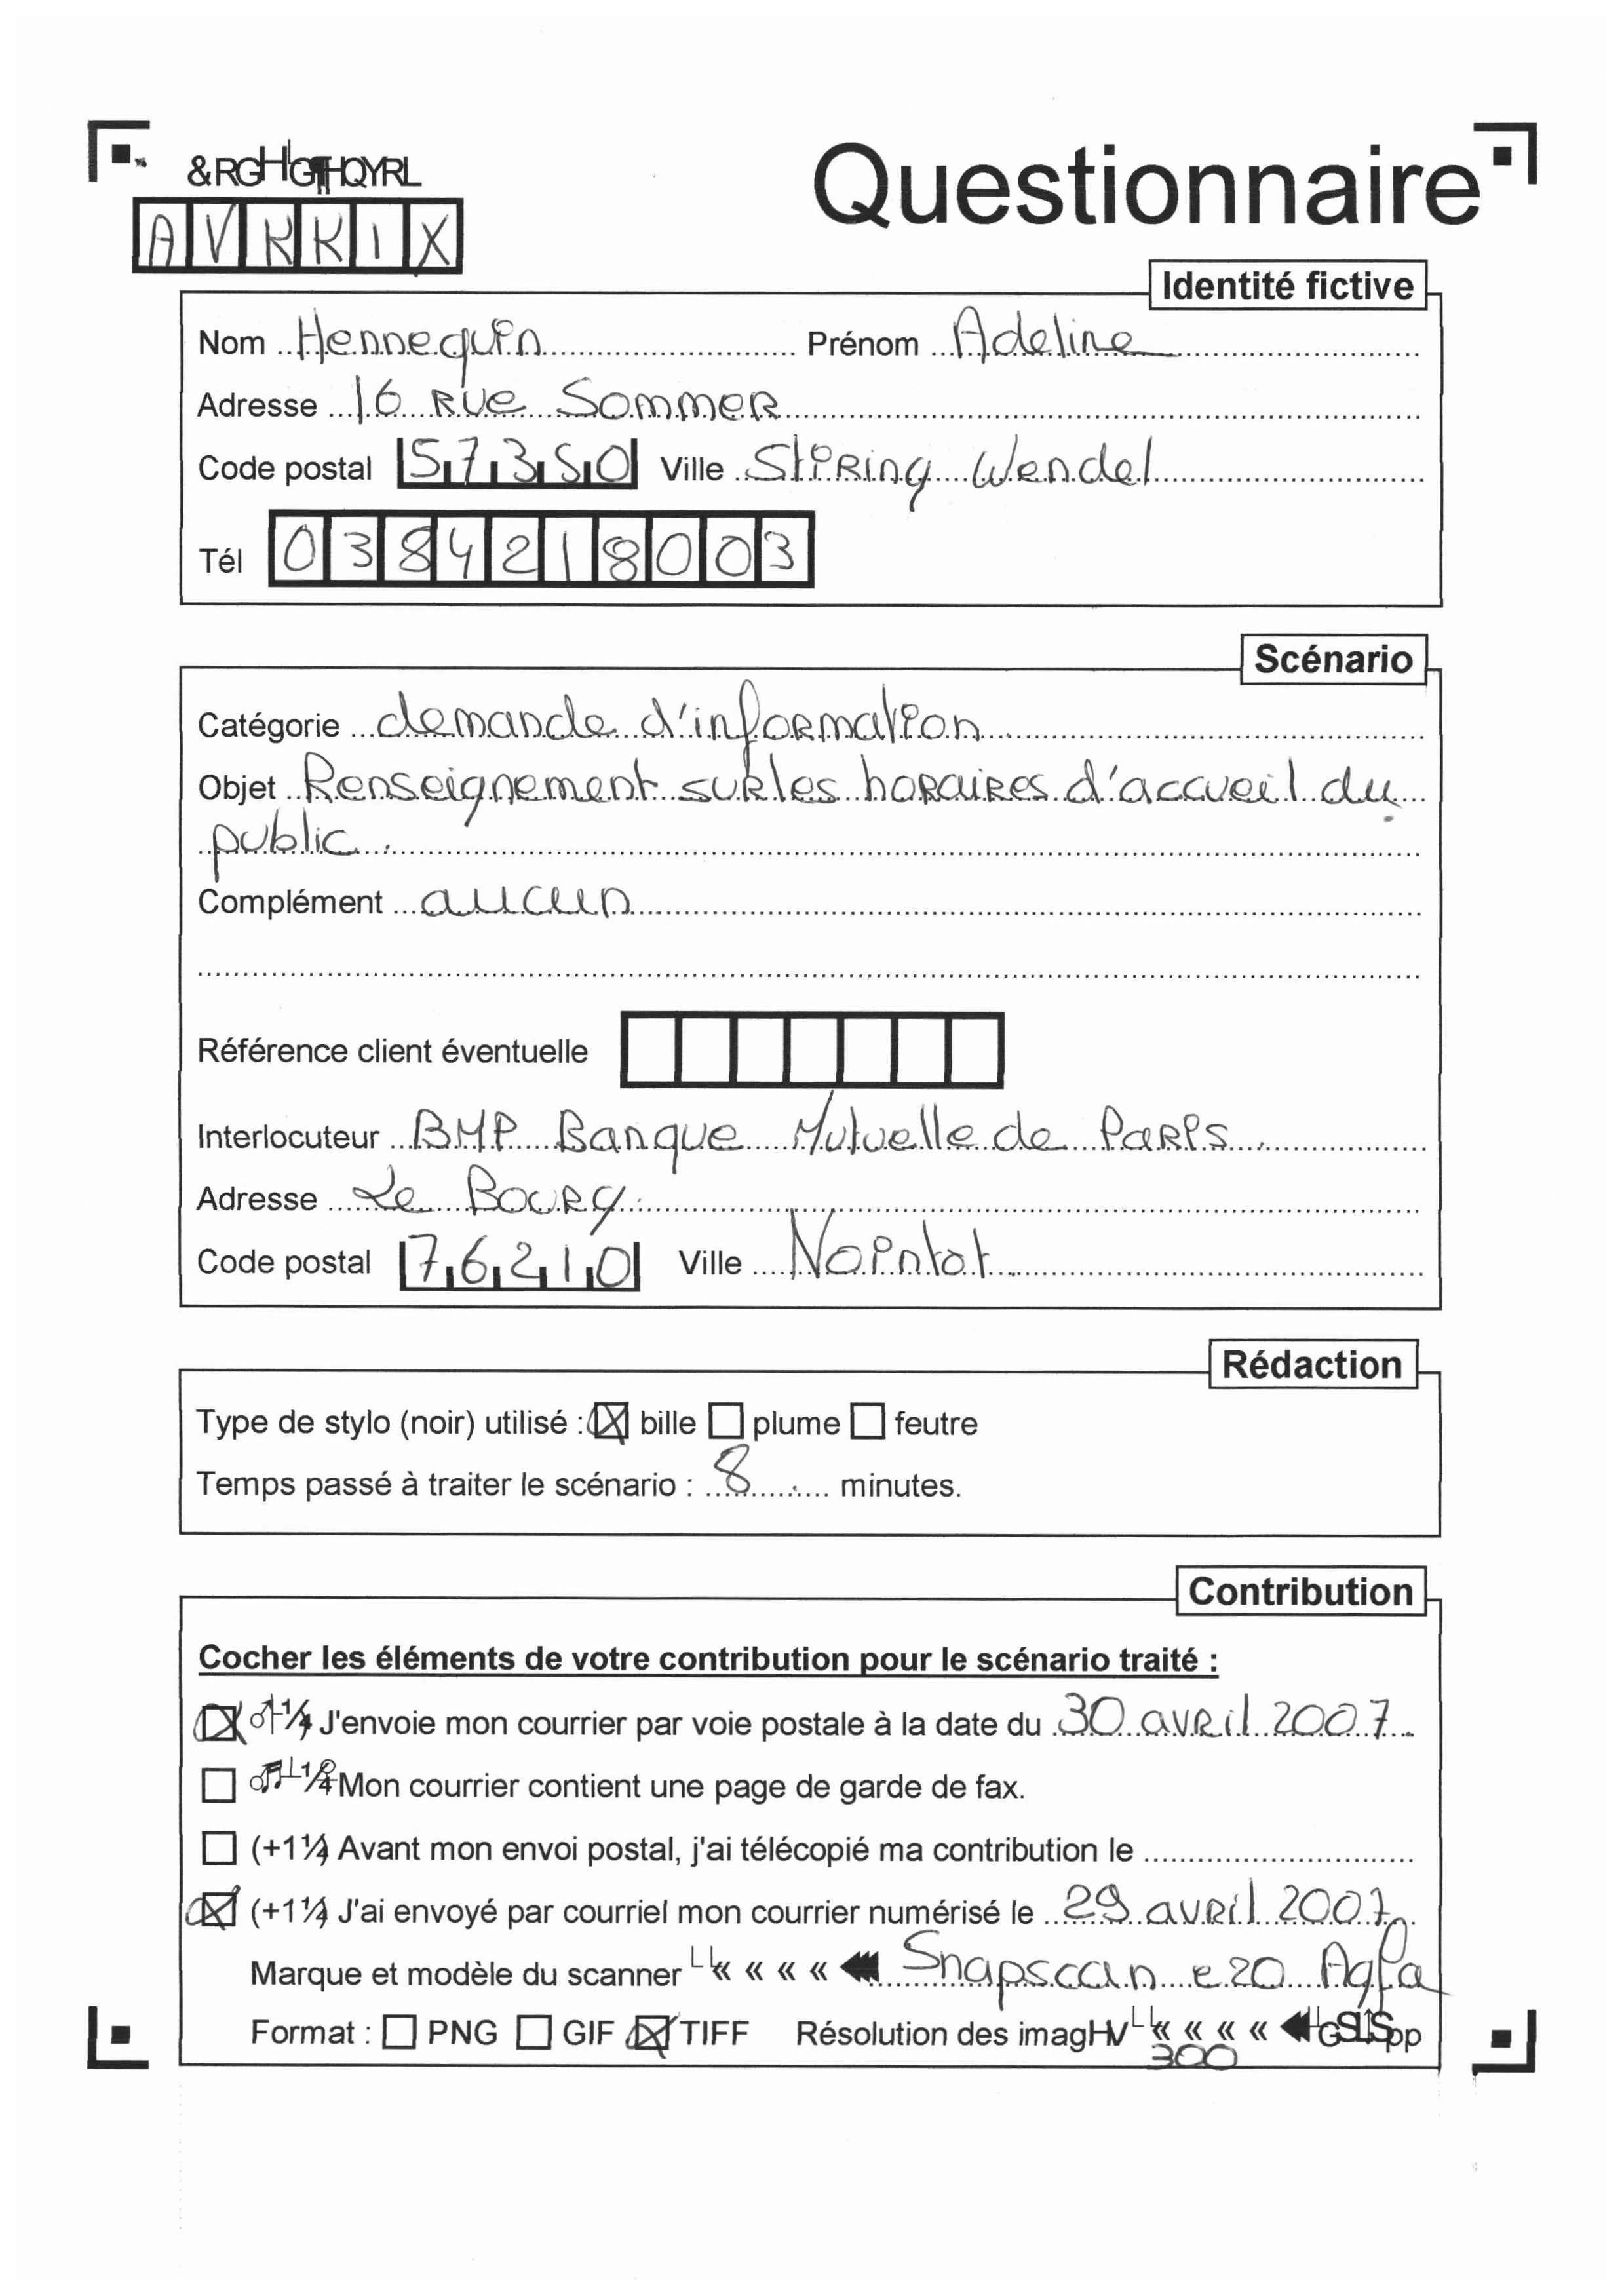 &RGHGHQYRL
Questionnaire
AVKKIX
Identité fictive
Nom Hennequin Prénom Adeline
Adresse 16 Rue Sommer
Code postal 57350 Ville Stiring Wendel
Tél 0384218003
Scénario
Catégorie demande d'information
Objet Renseignement sur les horaires d'accueil du
public.
Complément aucun
Référence client éventuelle
Interlocuteur BMP Banque Mutuelle de Paris.
Adresse Le Bourg.
Code postal 76210 Ville Nointot.
Rédaction
Type de stylo (noir) utilisé : bille plume feutre
Temps passé à traiter le scénario : 8 minutes.
Contribution
Cocher les éléments de votre contribution pour le scénario traité :
J'envoie mon courrier par voie postale à la date du 30 avril 2007
Mon courrier contient une page de garde de fax.
(+1 Avant mon envoi postal, j'ai télécopié ma contribution le
(+1 J'ai envoyé par courriel mon courrier numérisé le 29 avril 2007
Marque et modèle du scanner Snapscan e20 Agfa
Format : PNG GIF TIFF Résolution des imagHV 300 pp